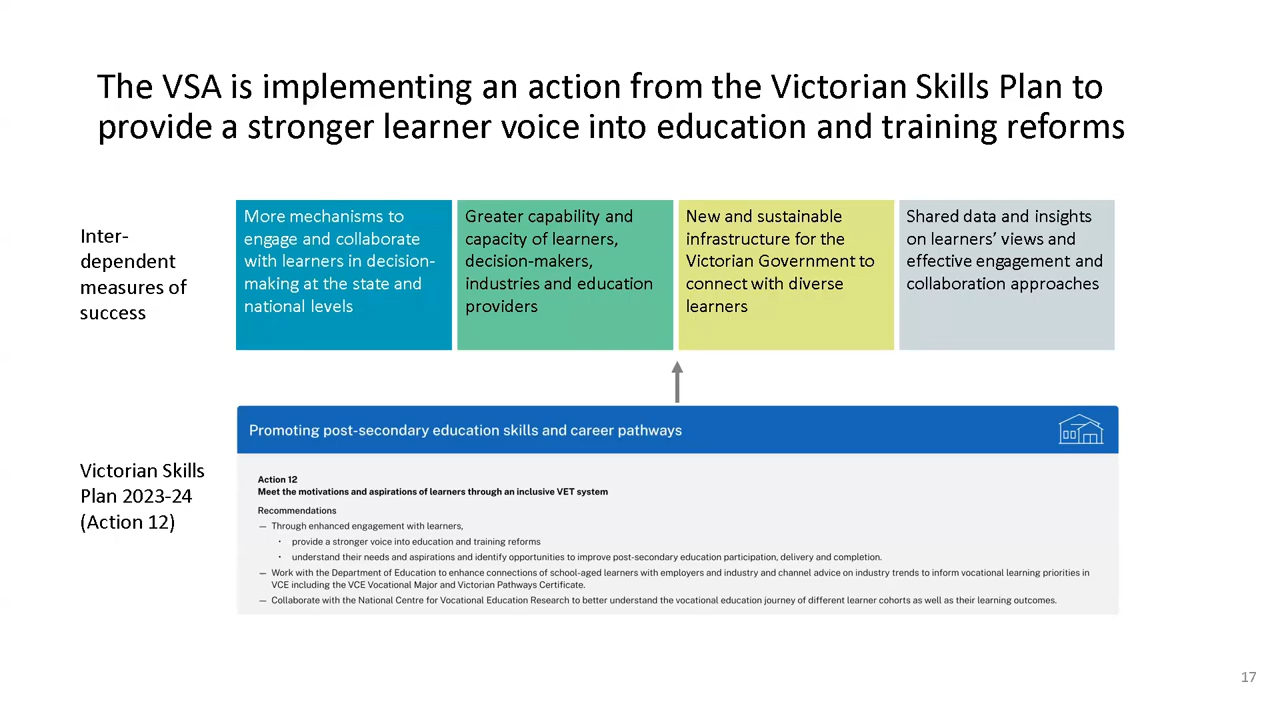 The VSA is implementing an action from the Victorian Skills Plan to
provide a stronger learner voice into education and training reforms
Inter-
dependent
measures of
success
More mechanisms to
engage and collaborate
with learners in decision-
making at the state and
national levels
Greater capability and
capacity of learners,
decision-makers,
industries and education
providers
New and sustainable
infrastructure for the
Victorian Government to
connect with diverse
learners
Shared data and insights
on learners’ views and
effective engagement and
collaboration approaches
Victorian Skills
Plan 2023-24
(Action 12)
Promoting post-secondary education skills and career pathways
Action 12
Meet the motivations and aspirations of learners through an inclusive VET system
Recommendations
— Through enhanced engagement with learners,
• provide a stronger voice into education and training reforms
• understand their needs and aspirations and identify opportunities to improve post-secondary education participation, delivery and completion.
— Work with the Department of Education to enhance connections of school-aged learners with employers and industry and channel advice on industry trends to inform vocational learning priorities in
VCE including the VCE Vocational Major and Victorian Pathways Certificate.
— Collaborate with the National Centre for Vocational Education Research to better understand the vocational education journey of different learner cohorts as well as their learning outcomes.
17